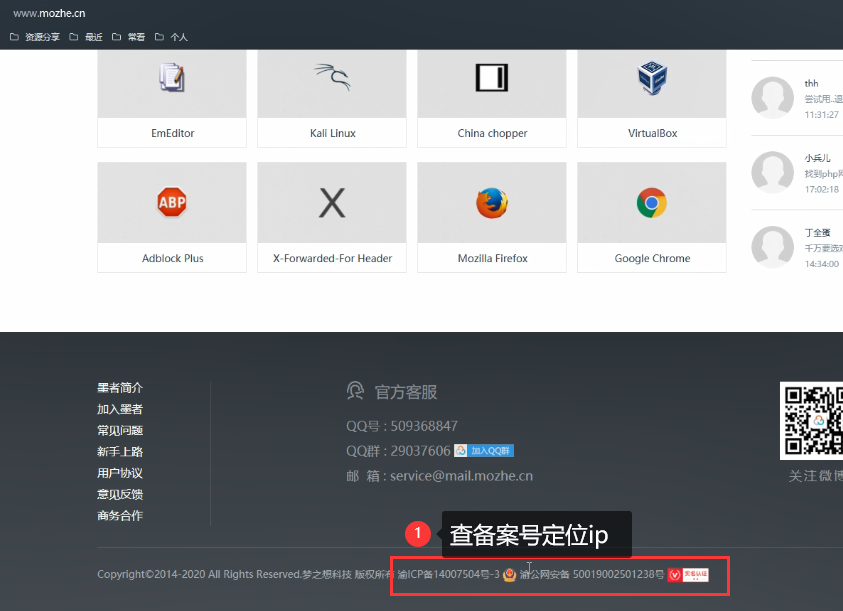 www.mozhe.cn
资源分享 最近 常看 个人
EmEditor
Kali Linux
China chopper
VirtualBox
ABP
Adblock Plus
X-Forwarded-For Header
Mozilla Firefox
Google Chrome
thh
尝试用..退
11:31:27
小兵儿
找到php网
17:02:18
丁全蛋
千万要选对
14:34:00
墨者简介
加入墨者
常见问题
新手上路
用户协议
意见反馈
商务合作
官方客服
QQ号 : 509368847
QQ群 : 29037606 加入QQ群
邮 箱 : service@mail.mozhe.cn
关注微博
1 查备案号定位ip
Copyright©2014-2020 All Rights Reserved.梦之想科技 版权所有 渝ICP备14007504号-3 渝公网安备 50019002501238号